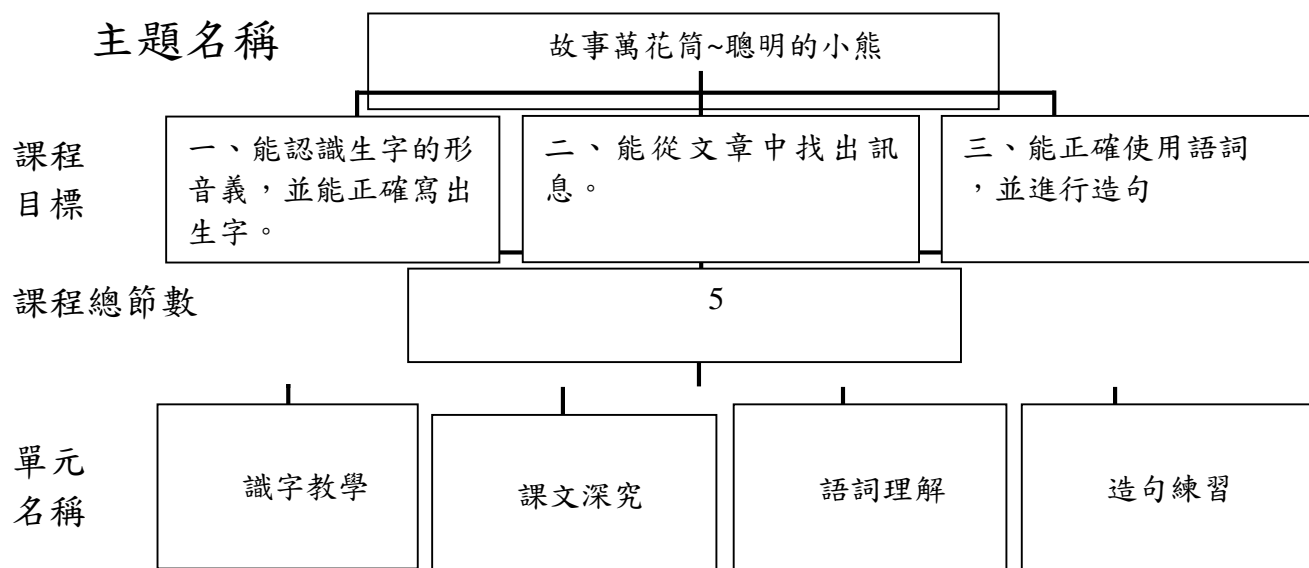 主題名稱
故事萬花筒~聰明的小熊
課程
目標
一、能認識生字的形
音義，並能正確寫出
生字。
二、能從文章中找出訊
息。
三、能正確使用語詞
，並進行造句
課程總節數
5
單元
名稱
識字教學
課文深究
語詞理解
造句練習